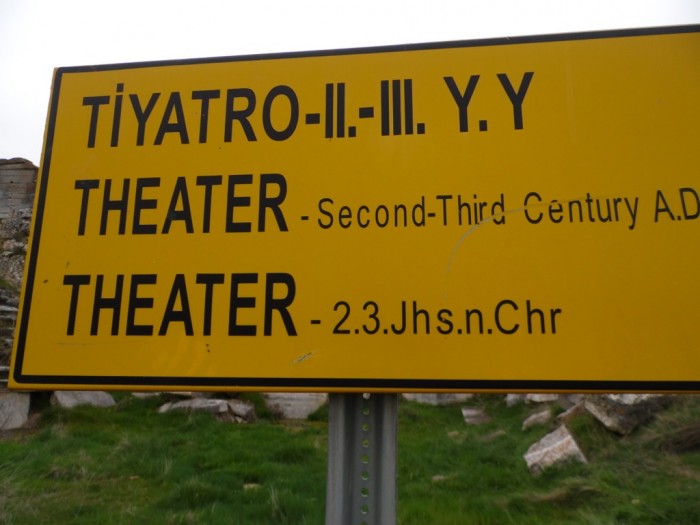 TİYATRO-II.-III. Y.Y
THEATER - Second-Third Century A.D
THEATER - 2.3.Jhs.n.Chr